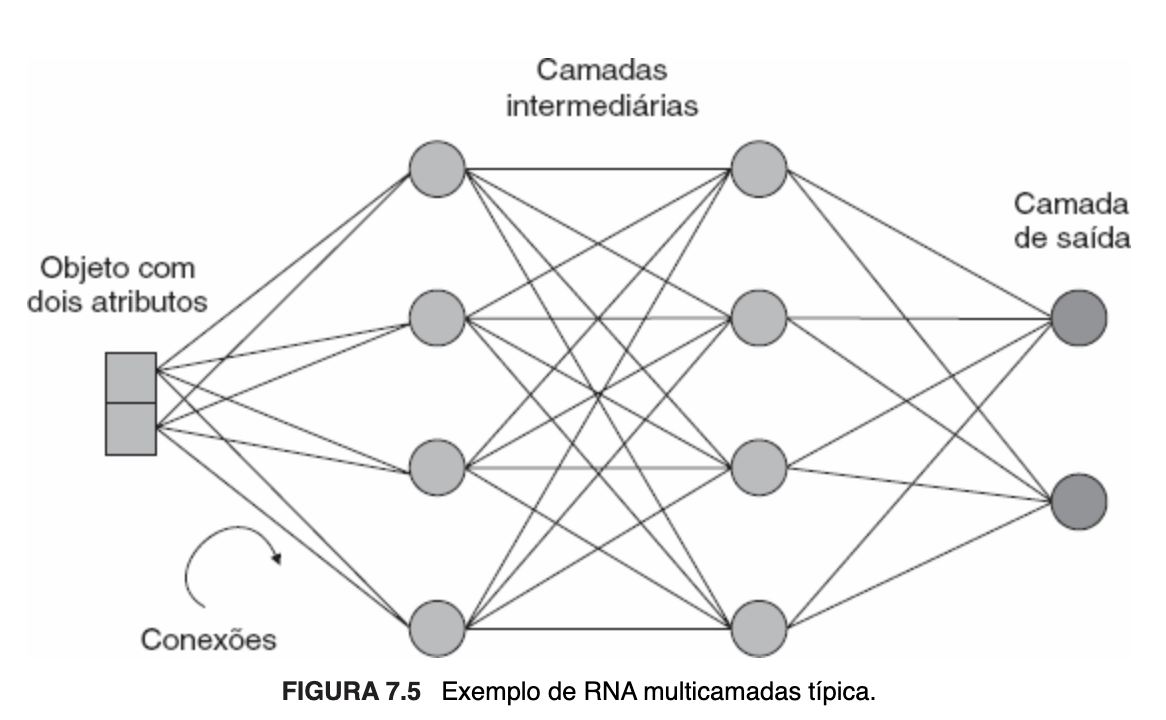 Camadas
intermediárias
Camada
de saída
Objeto com
dois atributos
Conexões
FIGURA 7.5 Exemplo de RNA multicamadas típica.